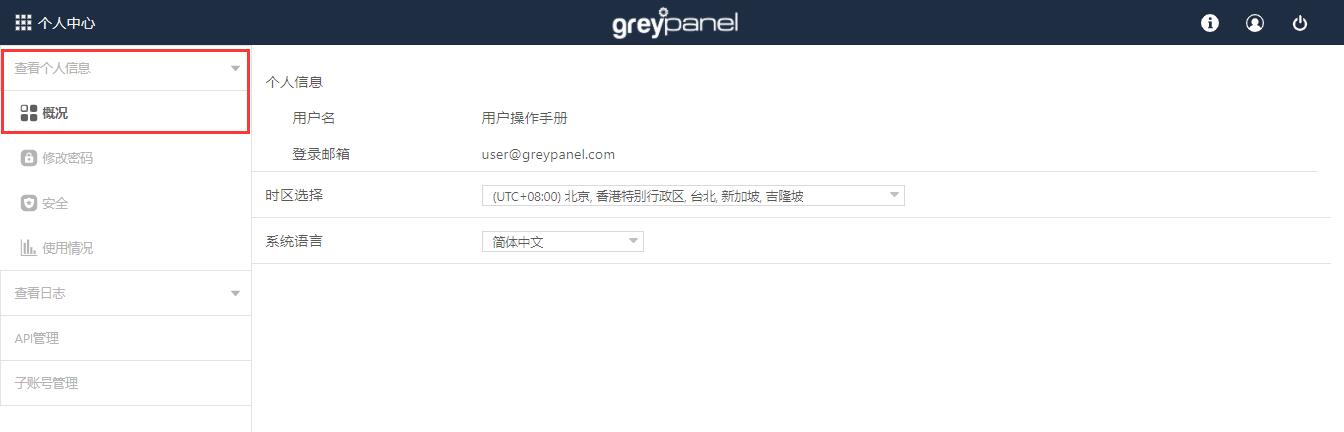 个人中心
greypanel
查看个人信息
概况
修改密码
安全
使用情况
查看日志
API管理
子账号管理
个人信息
用户名 用户操作手册
登录邮箱 user@greypanel.com
时区选择 (UTC+08:00) 北京, 香港特别行政区, 台北, 新加坡, 吉隆坡
系统语言 简体中文